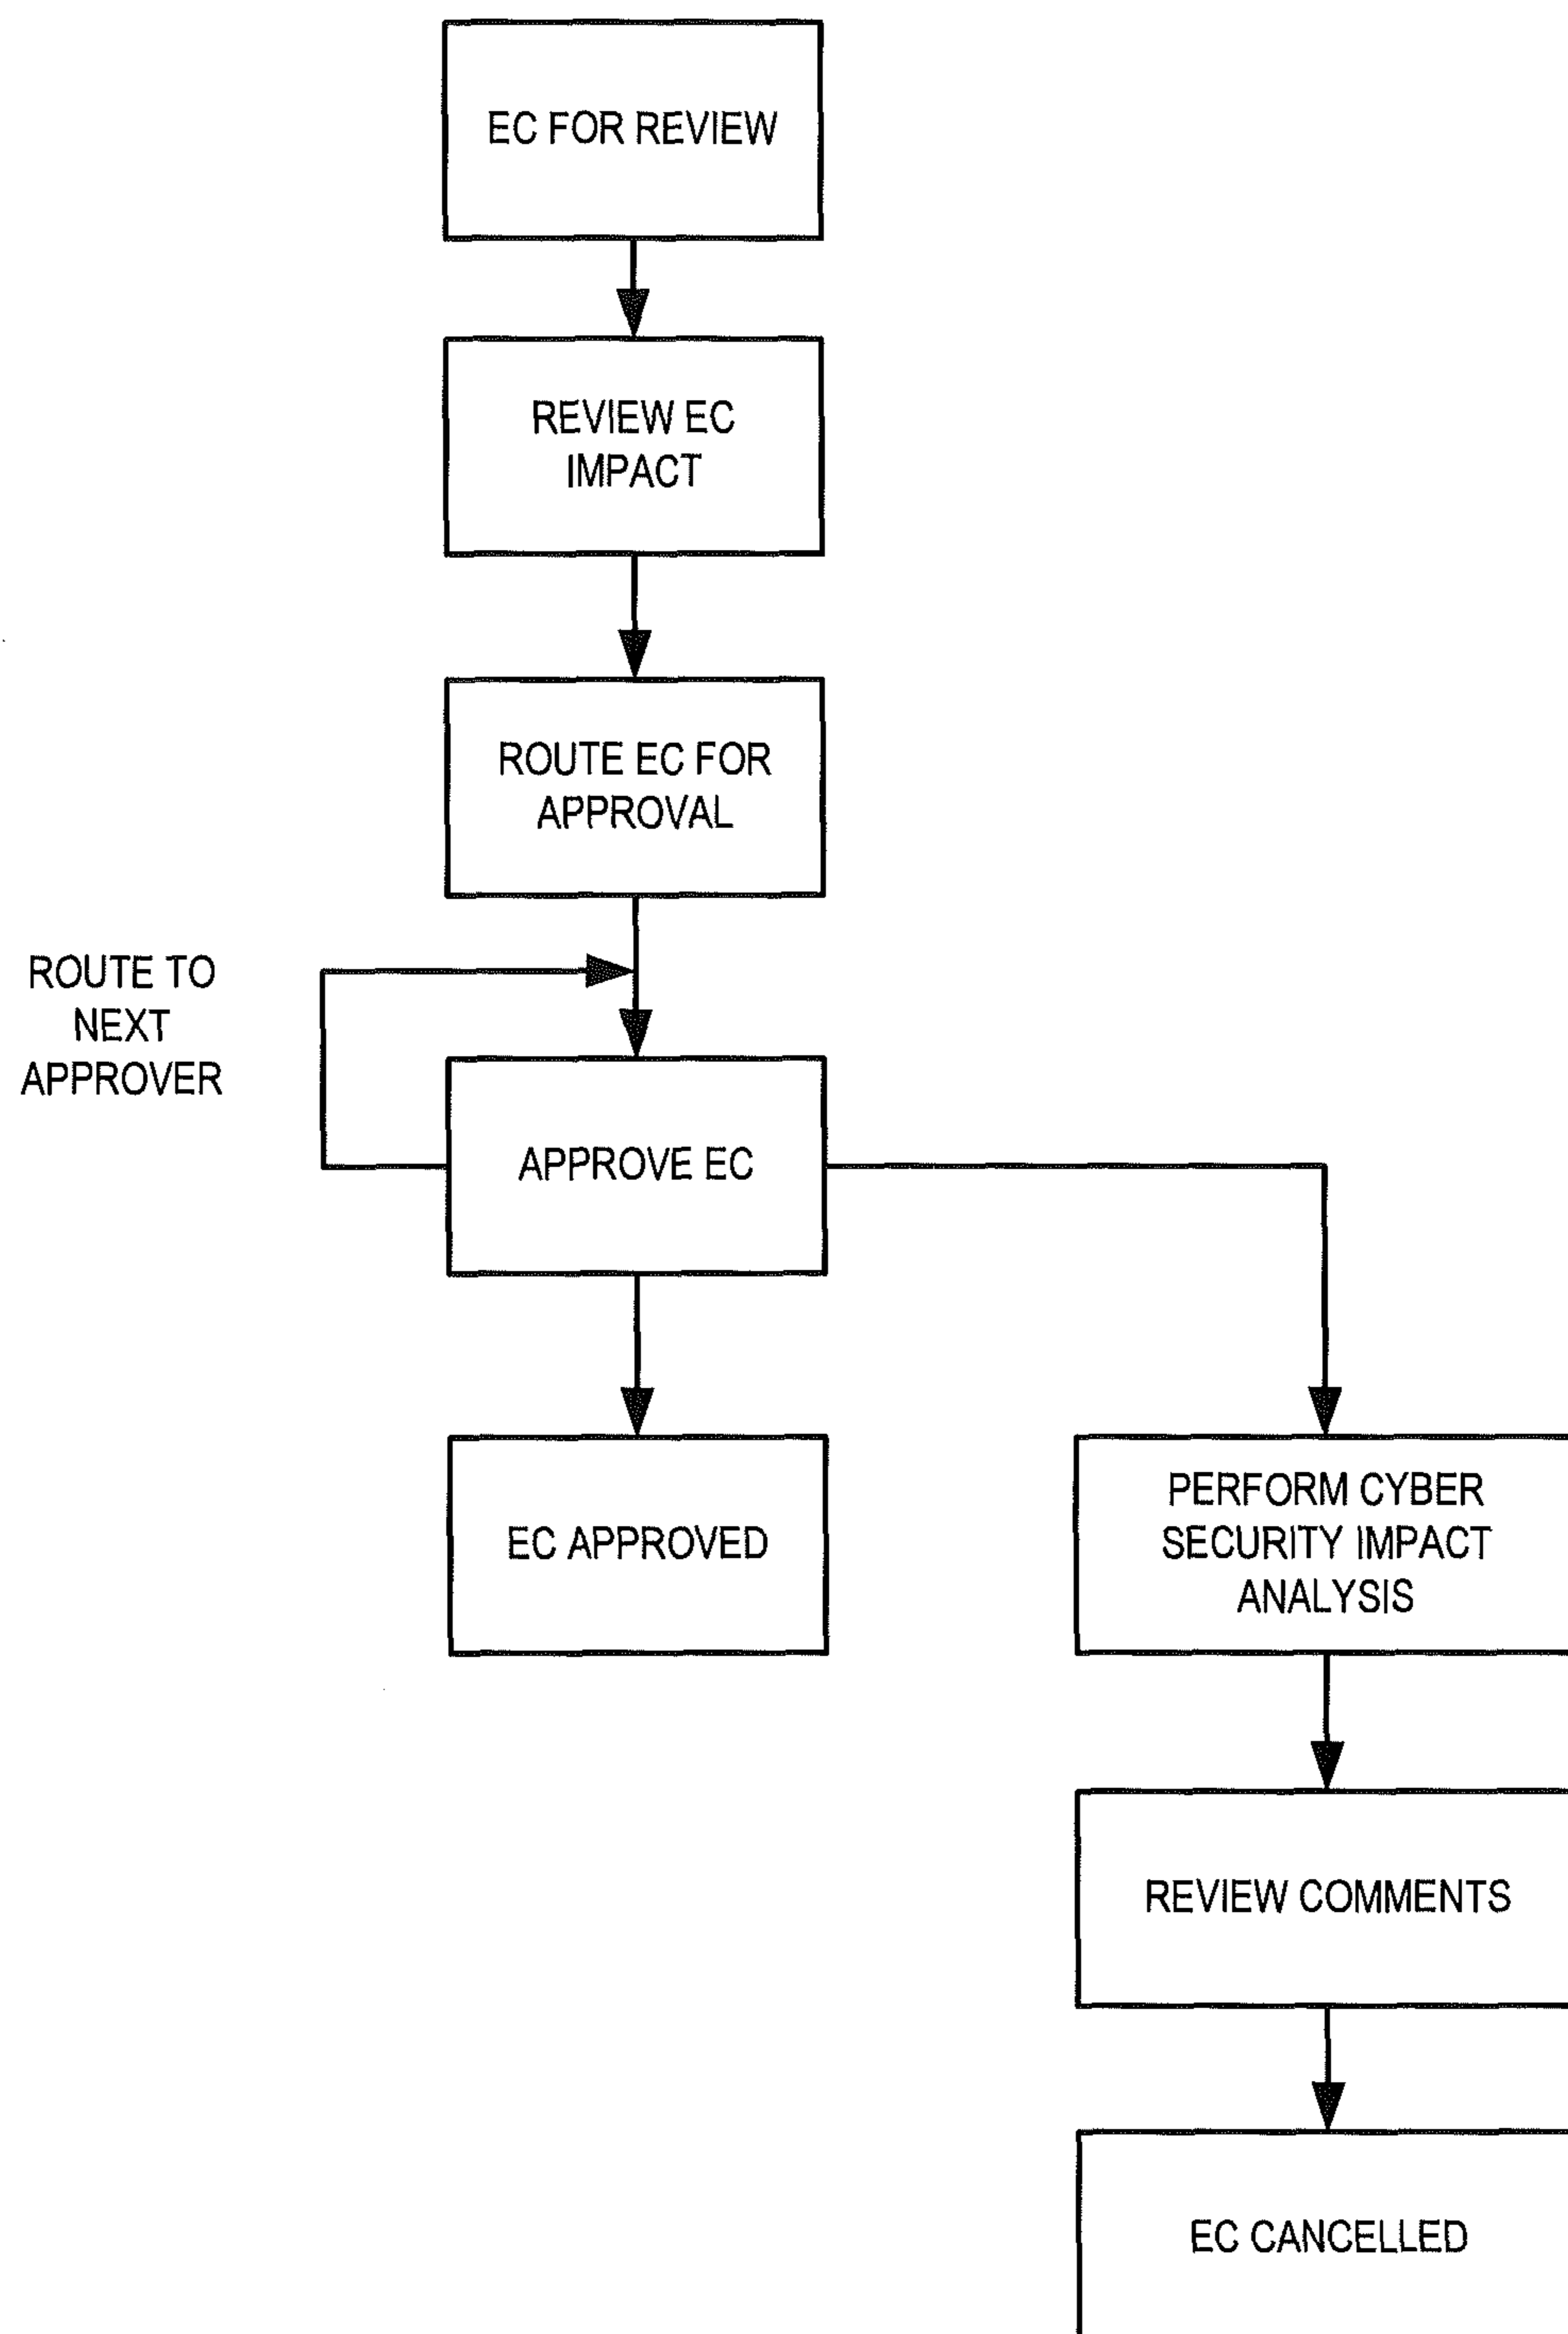 EC FOR REVIEW
REVIEW EC
IMPACT
ROUTE EC FOR
APPROVAL
ROUTE TO
NEXT
APPROVER
APPROVE EC
EC APPROVED
PERFORM CYBER
SECURITY IMPACT
ANALYSIS
REVIEW COMMENTS
EC CANCELLED